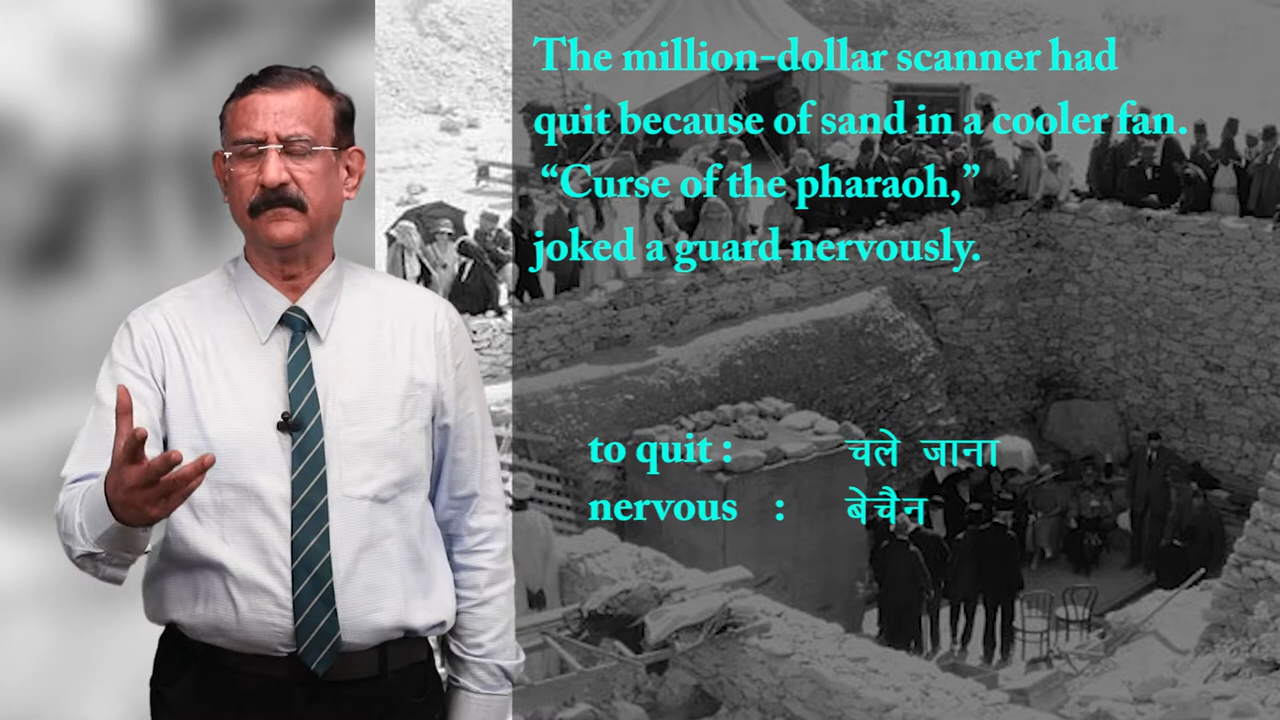 The million-dollar scanner had
quit because of sand in a cooler fan.
“Curse of the pharaoh,”
joked a guard nervously.
to quit : चले जाना
nervous : बेचैन